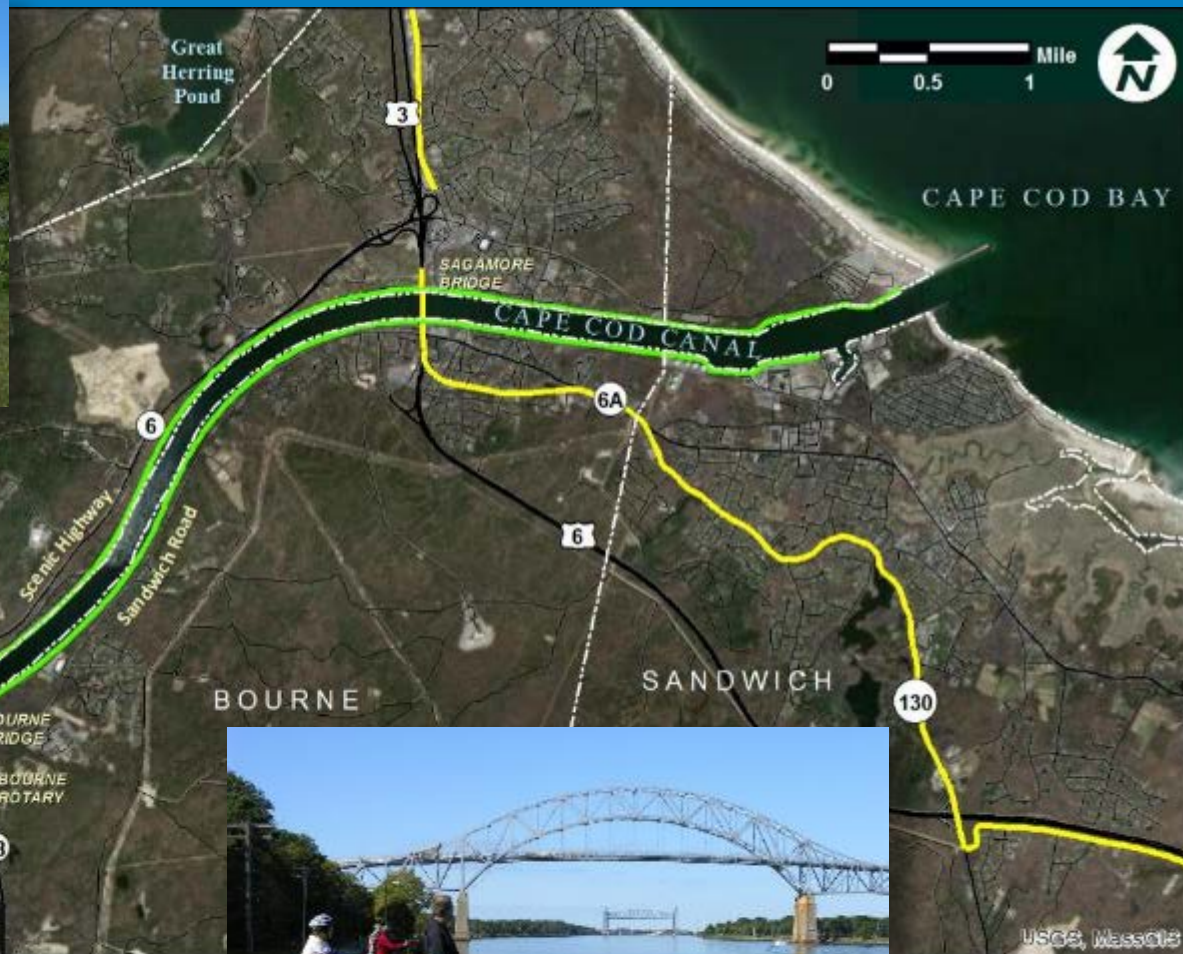 Great
Herring
Pond
Mile
0 0.5 1
N
3
CAPE COD BAY
SAGAMORE
BRIDGE
CAPE COD CANAL
6A
6
Scenic Highway
Sandwich Road
6
BOURNE
SANDWICH
130
OURNE
RIDGE
BOURNE
ROTARY
USGS, MassGIS